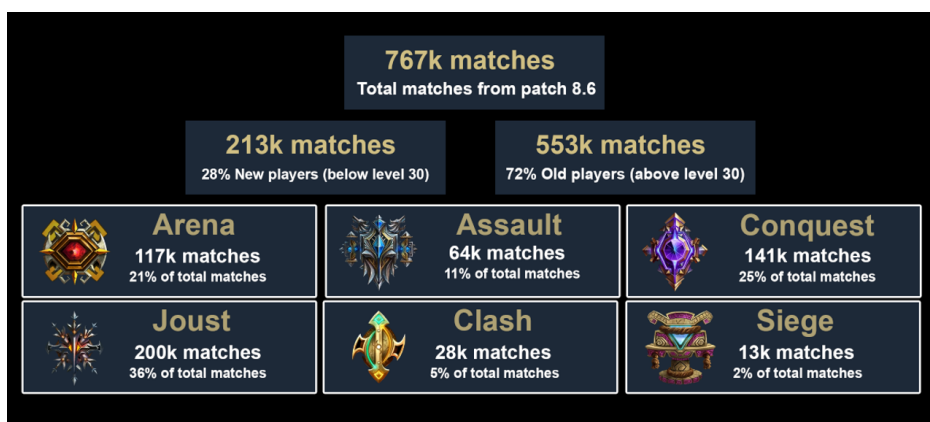 767k matches
Total matches from patch 8.6
213k matches
28% New players (below level 30)
553k matches
72% Old players (above level 30)
Arena
117k matches
21% of total matches
Assault
64k matches
11% of total matches
Conquest
141k matches
25% of total matches
Joust
200k matches
36% of total matches
Clash
28k matches
5% of total matches
Siege
13k matches
2% of total matches